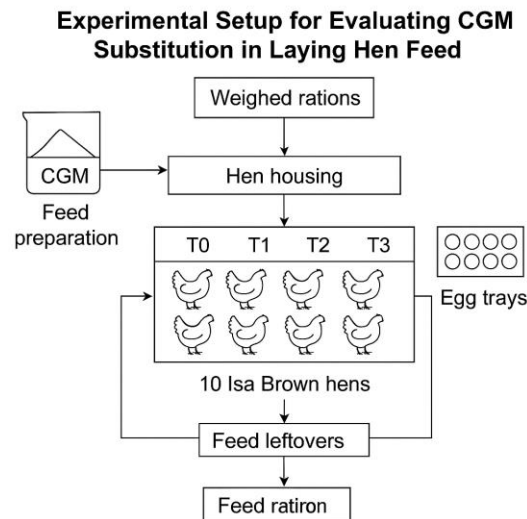 Experimental Setup for Evaluating CGM
Substitution in Laying Hen Feed
Weighed rations
CGM
Feed
preparation
Hen housing
T0 T1 T2 T3
Egg trays
10 Isa Brown hens
Feed leftovers
Feed ratiron